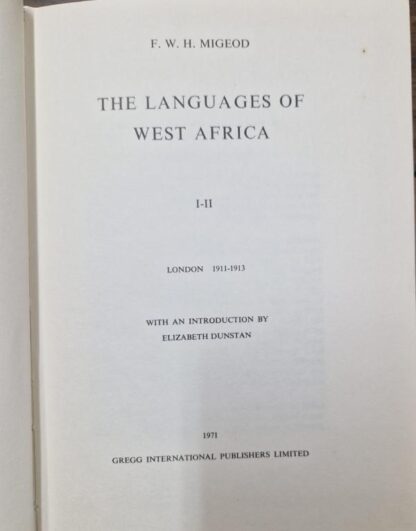 F. W. H. MIGEOD
THE LANGUAGES OF
WEST AFRICA
I-II
LONDON 1911-1913
WITH AN INTRODUCTION BY
ELIZABETH DUNSTAN
1971
GREGG INTERNATIONAL PUBLISHERS LIMITED